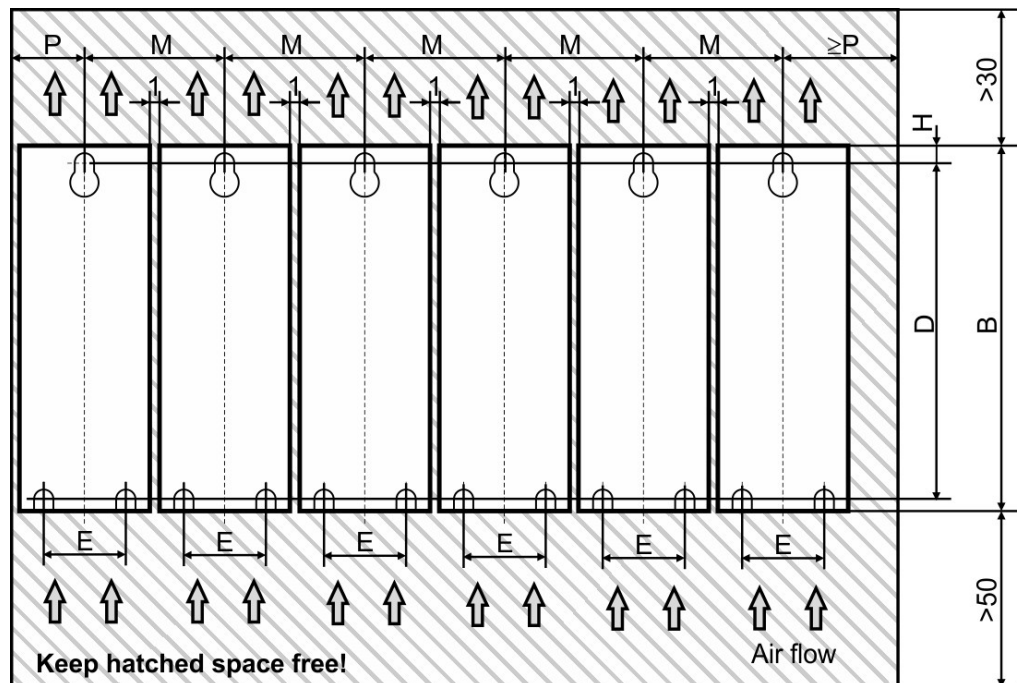 P M M M M M ≥P
>30
1 1 1 1 1
H
D
B
E E E E E E
>50
Keep hatched space free!
Air flow